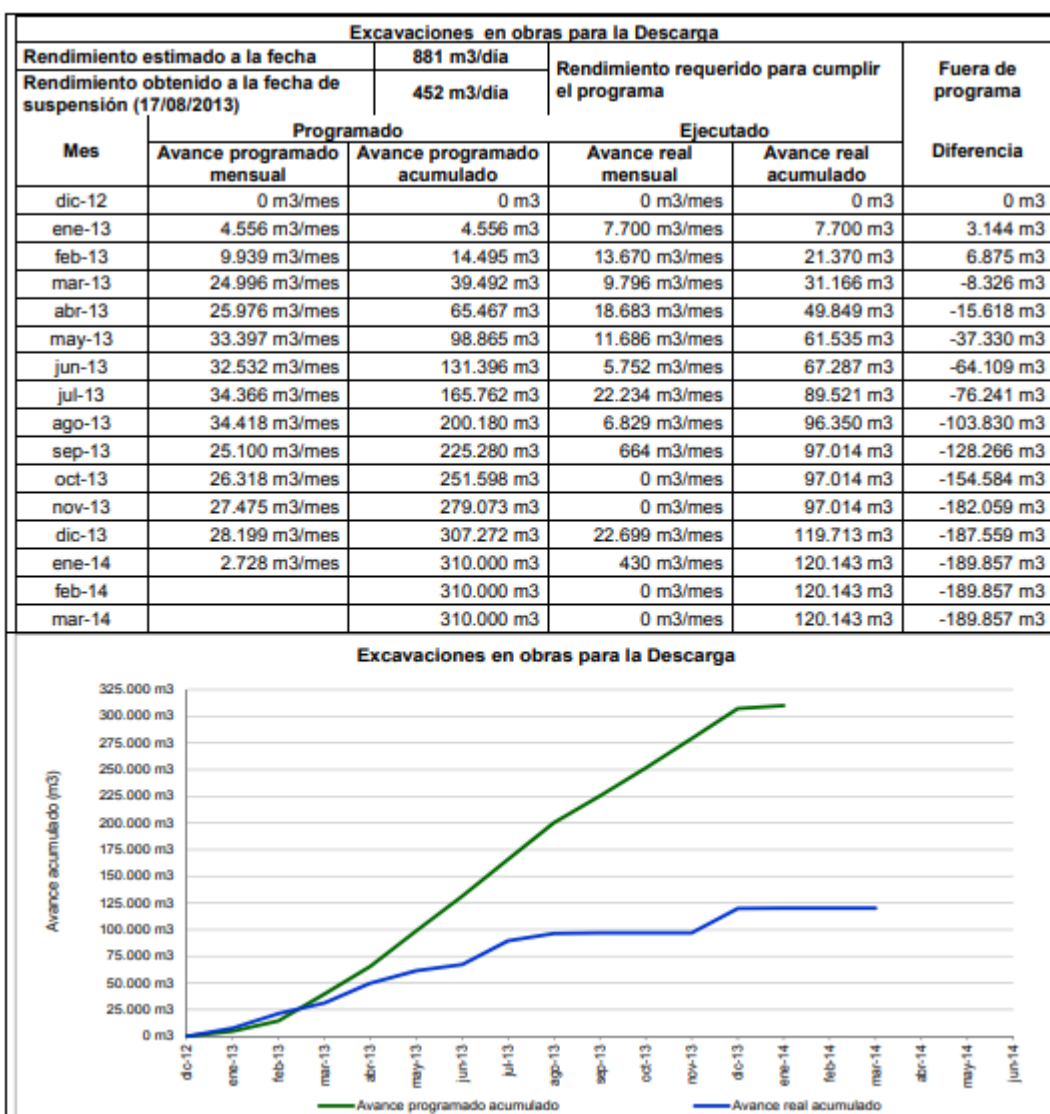 Excavaciones en obras para la Descarga
Rendimiento estimado a la fecha 881 m3/día Rendimiento requerido para cumplir el programa Fuera de programa
Rendimiento obtenido a la fecha de suspensión (17/08/2013) 452 m3/día
Mes Programado Ejecutado Diferencia
Avance programado mensual Avance programado acumulado Avance real mensual Avance real acumulado
dic-12 0 m3/mes 0 m3 0 m3/mes 0 m3 0 m3
ene-13 4.556 m3/mes 4.556 m3 7.700 m3/mes 7.700 m3 3.144 m3
feb-13 9.939 m3/mes 14.495 m3 13.670 m3/mes 21.370 m3 6.875 m3
mar-13 24.996 m3/mes 39.492 m3 9.796 m3/mes 31.166 m3 -8.326 m3
abr-13 25.976 m3/mes 65.467 m3 18.683 m3/mes 49.849 m3 -15.618 m3
may-13 33.397 m3/mes 98.865 m3 11.686 m3/mes 61.535 m3 -37.330 m3
jun-13 32.532 m3/mes 131.396 m3 5.752 m3/mes 67.287 m3 -64.109 m3
jul-13 34.366 m3/mes 165.762 m3 22.234 m3/mes 89.521 m3 -76.241 m3
ago-13 34.418 m3/mes 200.180 m3 6.829 m3/mes 96.350 m3 -103.830 m3
sep-13 25.100 m3/mes 225.280 m3 664 m3/mes 97.014 m3 -128.266 m3
oct-13 26.318 m3/mes 251.598 m3 0 m3/mes 97.014 m3 -154.584 m3
nov-13 27.475 m3/mes 279.073 m3 0 m3/mes 97.014 m3 -182.059 m3
dic-13 28.199 m3/mes 307.272 m3 22.699 m3/mes 119.713 m3 -187.559 m3
ene-14 2.728 m3/mes 310.000 m3 430 m3/mes 120.143 m3 -189.857 m3
feb-14 310.000 m3 0 m3/mes 120.143 m3 -189.857 m3
mar-14 310.000 m3 0 m3/mes 120.143 m3 -189.857 m3
Excavaciones en obras para la Descarga
Avance acumulado (m3)
325.000 m3
300.000 m3
275.000 m3
250.000 m3
225.000 m3
200.000 m3
175.000 m3
150.000 m3
125.000 m3
100.000 m3
75.000 m3
50.000 m3
25.000 m3
0 m3
dic-12 ene-13 feb-13 mar-13 abr-13 may-13 jun-13 jul-13 ago-13 sep-13 oct-13 nov-13 dic-13 ene-14 feb-14 mar-14 abr-14 may-14 jun-14
Avance programado acumulado Avance real acumulado